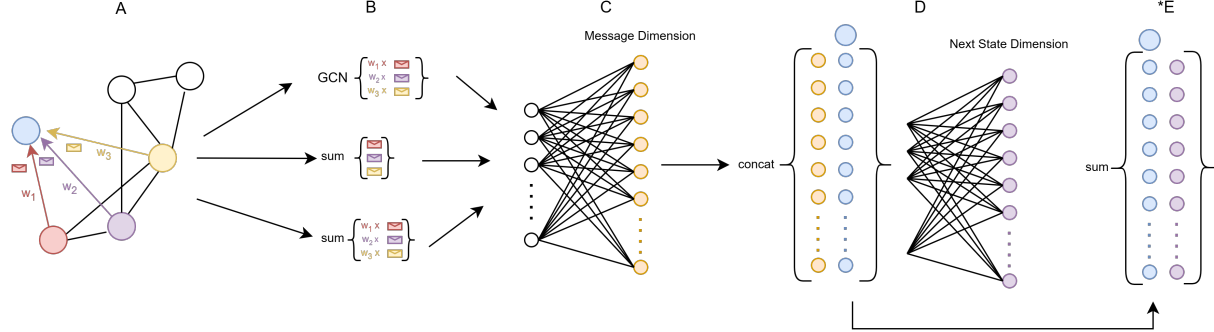 A
B
C
D
*E
Message Dimension
Next State Dimension
GCN
w₁ x
w₂ x
w₃ x
w₃
w₂
w₁
sum
concat
sum
sum
w₁ x
w₂ x
w₃ x